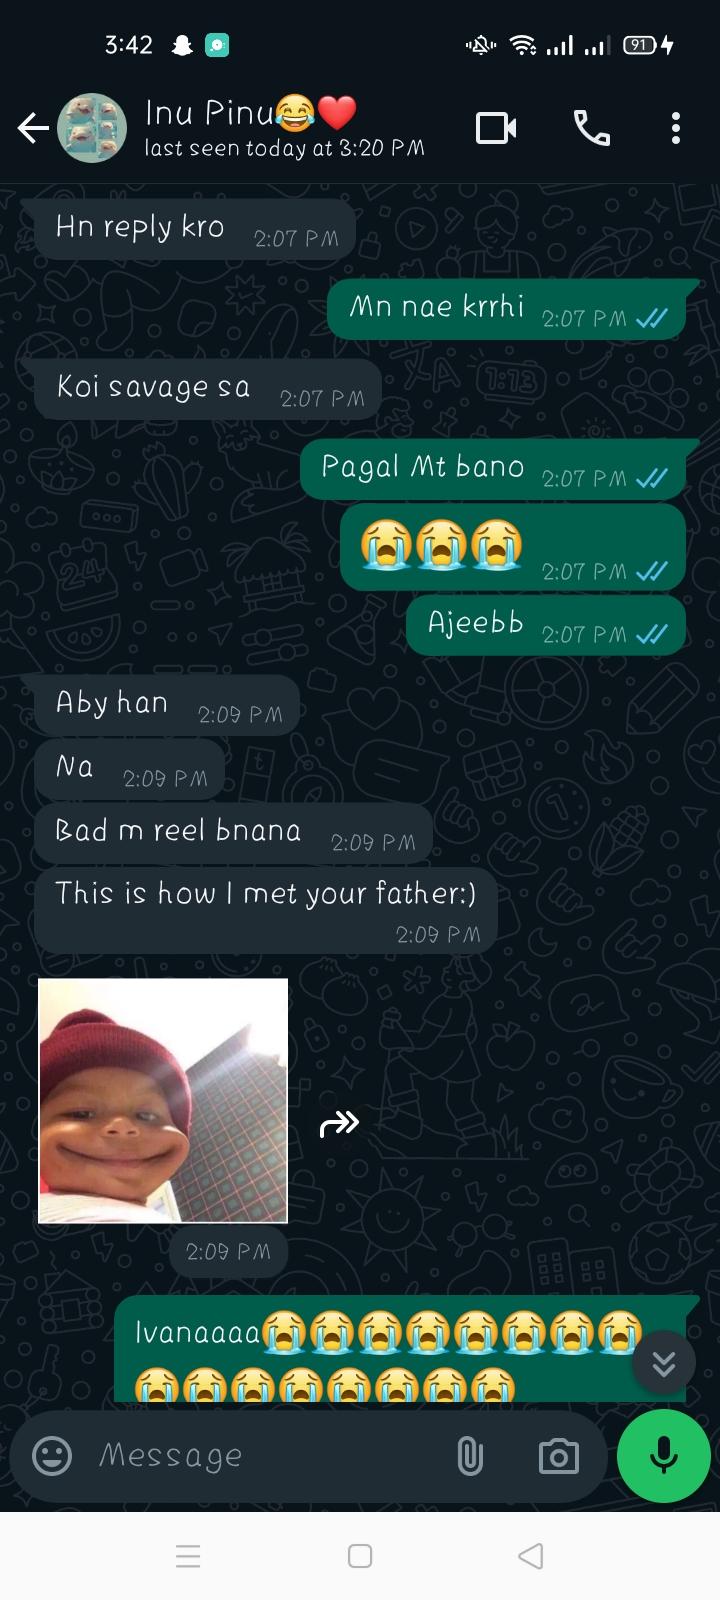 3:42
91
Inu Pinu😂❤️
last seen today at 3:20 PM
Hn reply kro 2:07 PM
Mn nae krrhi 2:07 PM
Koi savage sa 2:07 PM
Pagal Mt bano 2:07 PM
😭😭😭 2:07 PM
Ajeebb 2:07 PM
Aby han 2:09 PM
Na 2:09 PM
Bad m reel bnana 2:09 PM
This is how I met your father:)
2:09 PM
2:09 PM
Ivanaaaa😭😭😭😭😭😭😭😭
😭😭😭😭😭😭😭😭
Message